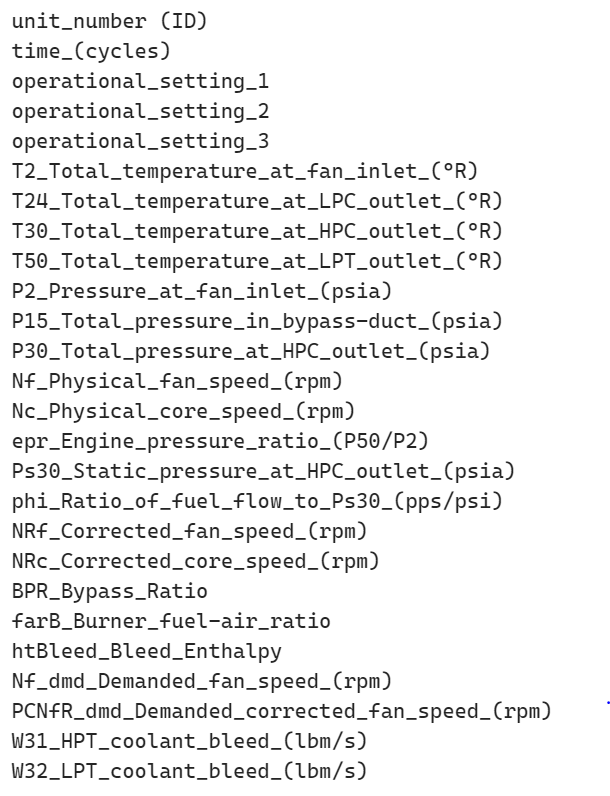 unit_number (ID)
time_(cycles)
operational_setting_1
operational_setting_2
operational_setting_3
T2_Total_temperature_at_fan_inlet_(°R)
T24_Total_temperature_at_LPC_outlet_(°R)
T30_Total_temperature_at_HPC_outlet_(°R)
T50_Total_temperature_at_LPT_outlet_(°R)
P2_Pressure_at_fan_inlet_(psia)
P15_Total_pressure_in_bypass-duct_(psia)
P30_Total_pressure_at_HPC_outlet_(psia)
Nf_Physical_fan_speed_(rpm)
Nc_Physical_core_speed_(rpm)
epr_Engine_pressure_ratio_(P50/P2)
Ps30_Static_pressure_at_HPC_outlet_(psia)
phi_Ratio_of_fuel_flow_to_Ps30_(pps/psi)
NRf_Corrected_fan_speed_(rpm)
NRc_Corrected_core_speed_(rpm)
BPR_Bypass_Ratio
farB_Burner_fuel-air_ratio
htBleed_Bleed_Enthalpy
Nf_dmd_Demanded_fan_speed_(rpm)
PCNfR_dmd_Demanded_corrected_fan_speed_(rpm)
W31_HPT_coolant_bleed_(lbm/s)
W32_LPT_coolant_bleed_(lbm/s)